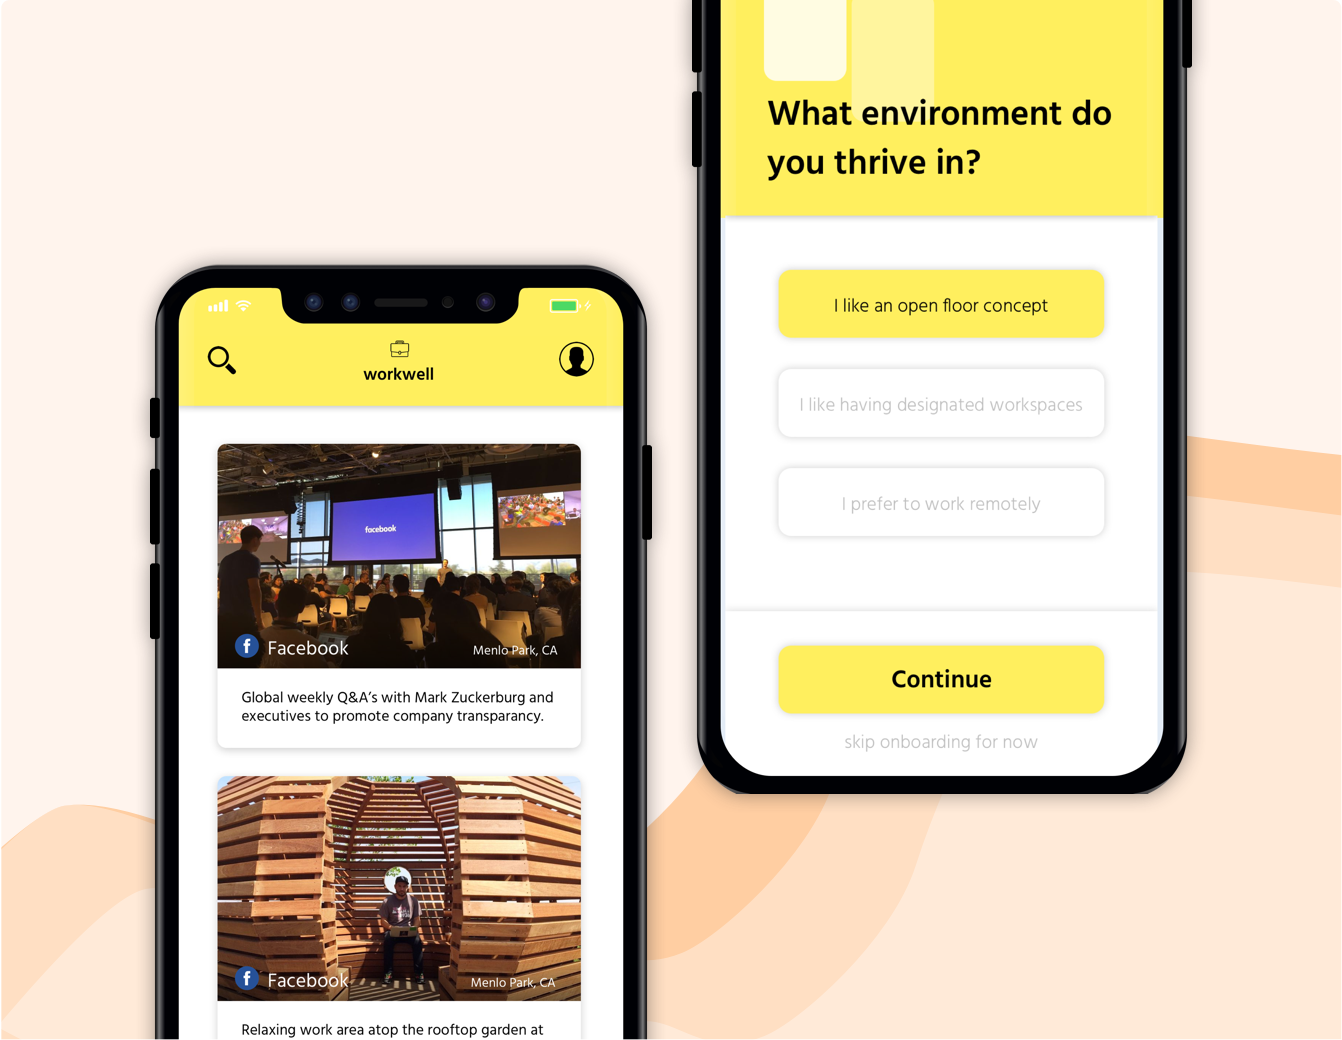 workwell
facebook
Facebook
Menlo Park, CA
Global weekly Q&A's with Mark Zuckerburg and
executives to promote company transparancy.
Facebook
Menlo Park, CA
Relaxing work area atop the rooftop garden at
What environment do
you thrive in?
I like an open floor concept
I like having designated workspaces
I prefer to work remotely
Continue
skip onboarding for now